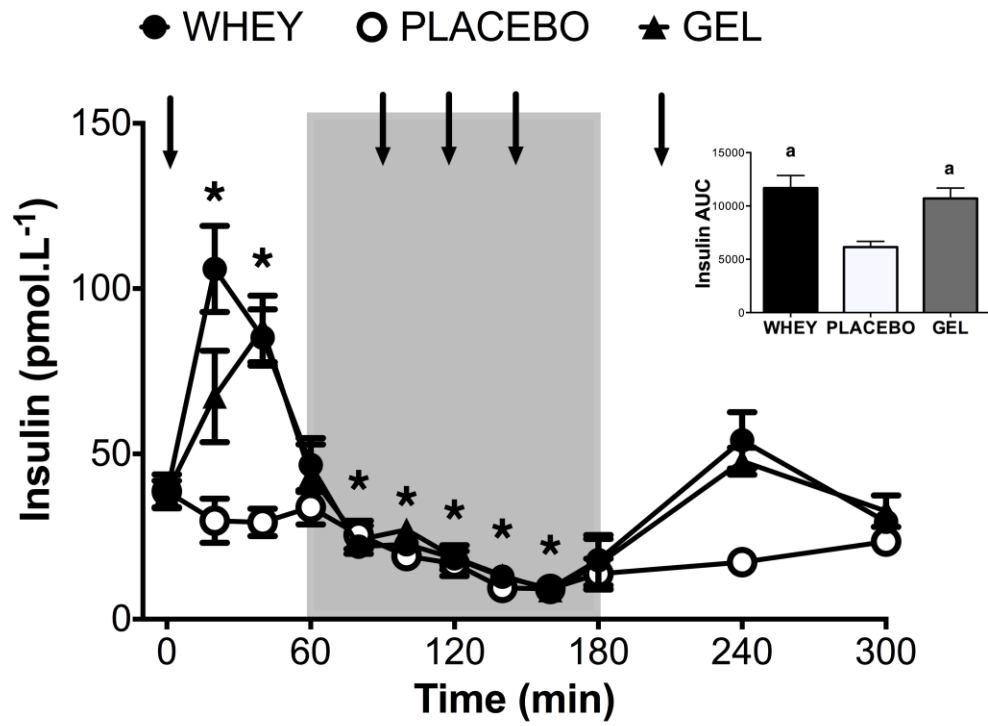 WHEY PLACEBO GEL
150
100
50
0
Insulin (pmol.L-1)
* * * * * * *
0 60 120 180 240 300
Time (min)
15000
10000
5000
0
Insulin AUC
a a
WHEY PLACEBO GEL